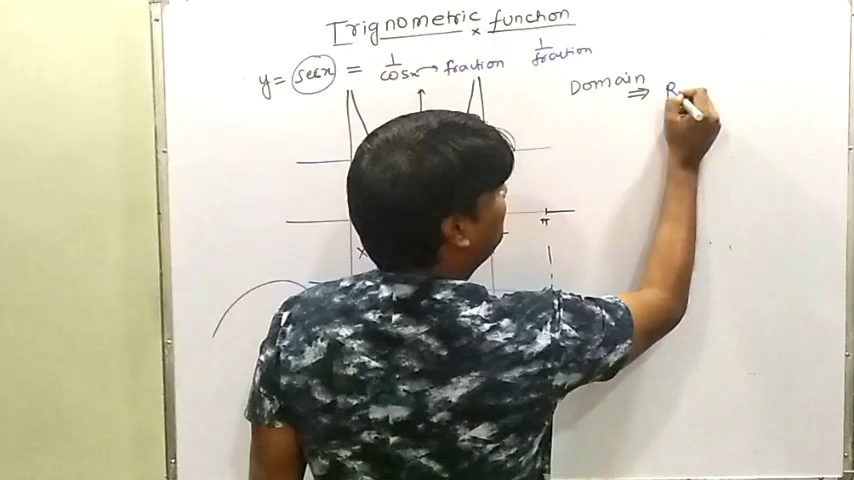 Trignometric function
y = secx = 1/cosx → fraction
1/fraction
Domain ⇒ R
x
π